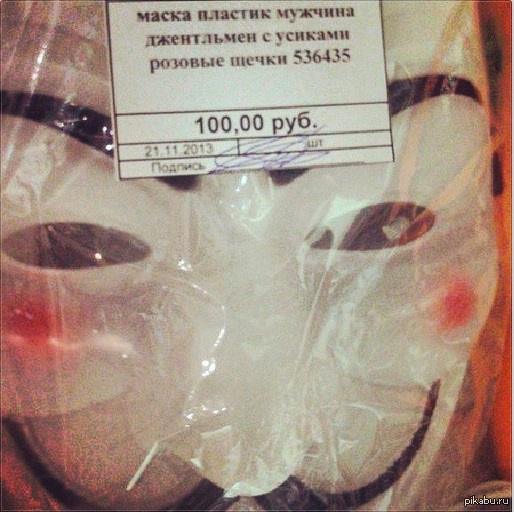 маска пластик мужчина
джентльмен с усиками
розовые щечки 536435
100,00 руб.
21.11.2013 шт
Подпись
pikabu.ru